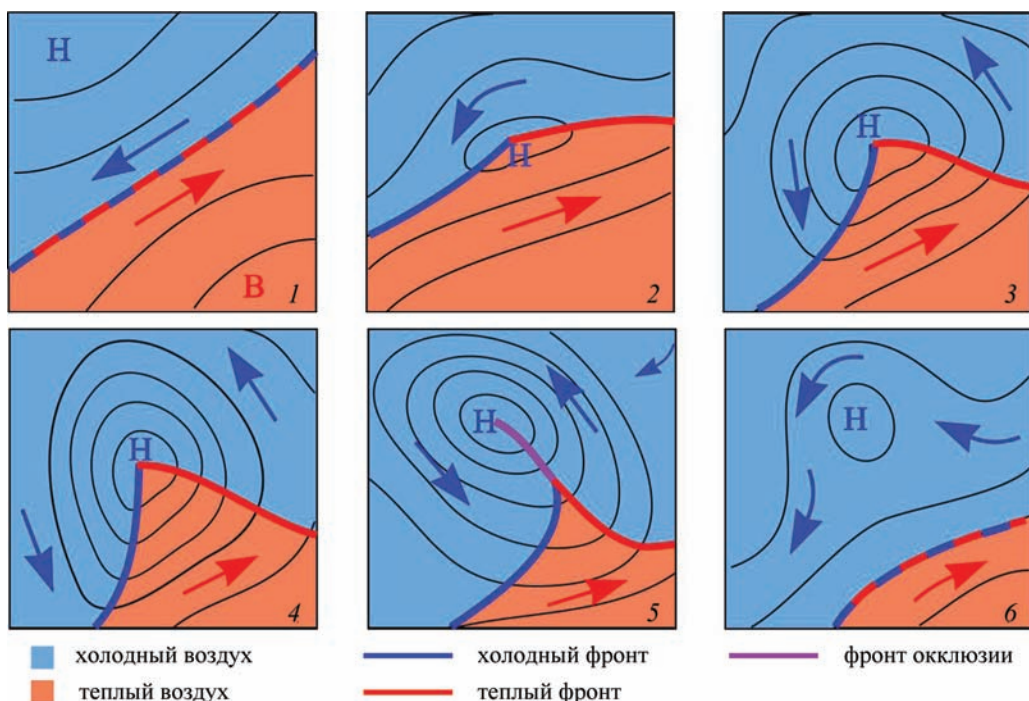 Н
В
1
Н
2
Н
3
Н
4
Н
5
Н
6
холодный воздух
холодный фронт
фронт окклюзии
теплый воздух
теплый фронт